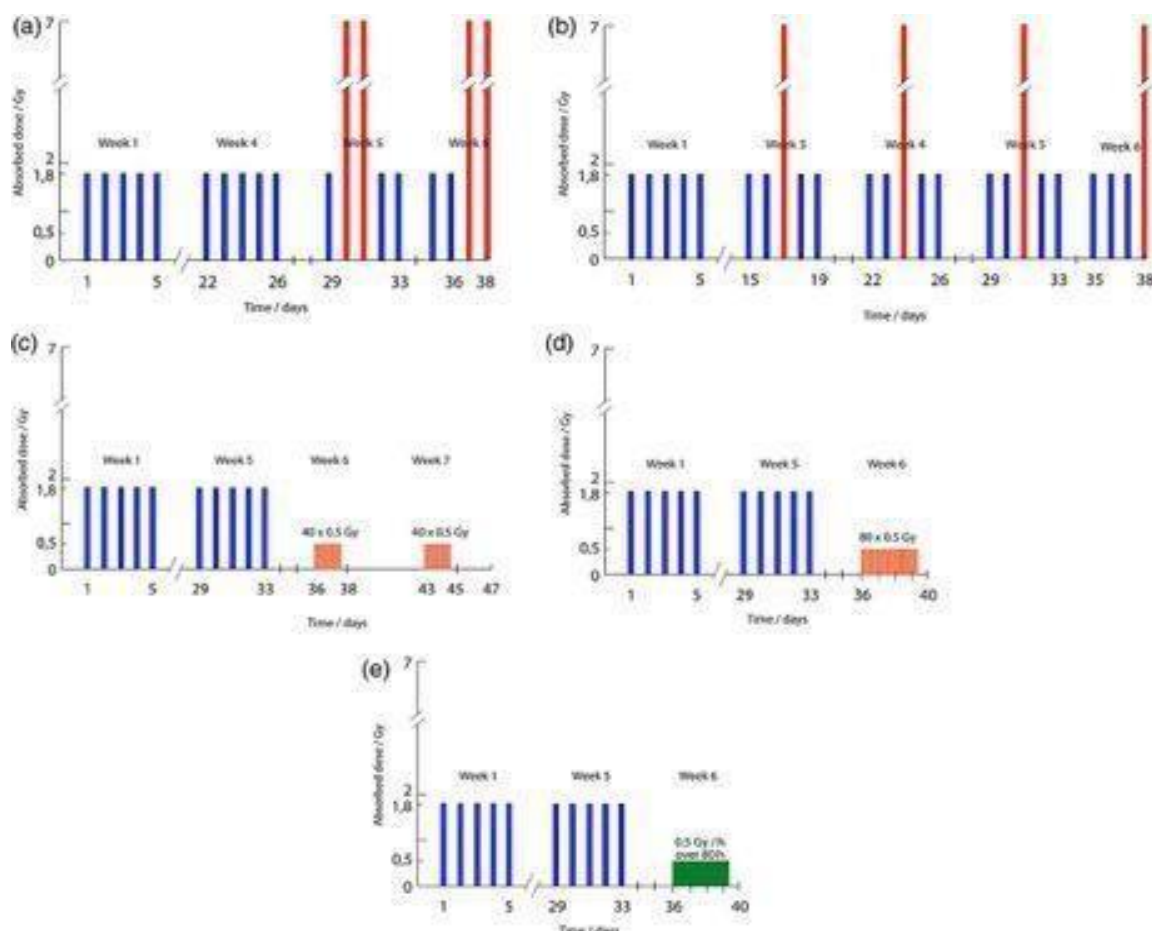 (a)
7
Absorbed dose / Gy
Week 1
Week 4
Week 5
Week 6
2
1,8
0,5
0
1 5 22 26 29 33 36 38
Time / days
(b)
7
Absorbed dose / Gy
Week 1
Week 3
Week 4
Week 5
Week 6
2
1,8
0,5
0
1 5 15 19 22 26 29 33 35 38
Time / days
(c)
7
Absorbed dose / Gy
Week 1
Week 5
Week 6
Week 7
2
1,8
40 x 0.5 Gy
40 x 0.5 Gy
0,5
0
1 5 29 33 36 38 43 45 47
Time / days
(d)
7
Absorbed dose / Gy
Week 1
Week 5
Week 6
2
1,8
80 x 0.5 Gy
0.5
0
1 5 29 33 36 40
Time / days
(e)
7
Absorbed dose / Gy
Week 1
Week 5
Week 6
2
1,8
0.5 Gy /h
over 80/h
0.5
0
1 5 29 33 36 40
Time / days